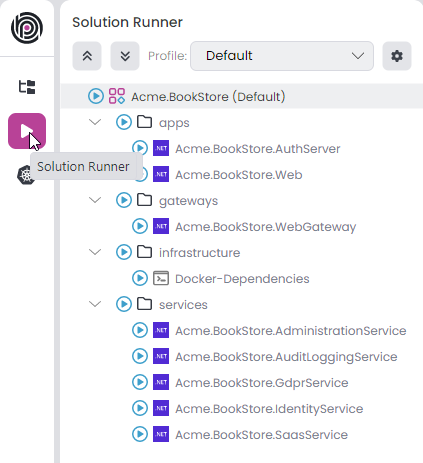 Solution Runner
Profile: Default
Acme.BookStore (Default)
apps
.NET Acme.BookStore.AuthServer
Solution Runner
.NET Acme.BookStore.Web
gateways
.NET Acme.BookStore.WebGateway
infrastructure
Docker-Dependencies
services
.NET Acme.BookStore.AdministrationService
.NET Acme.BookStore.AuditLoggingService
.NET Acme.BookStore.GdprService
.NET Acme.BookStore.IdentityService
.NET Acme.BookStore.SaasService